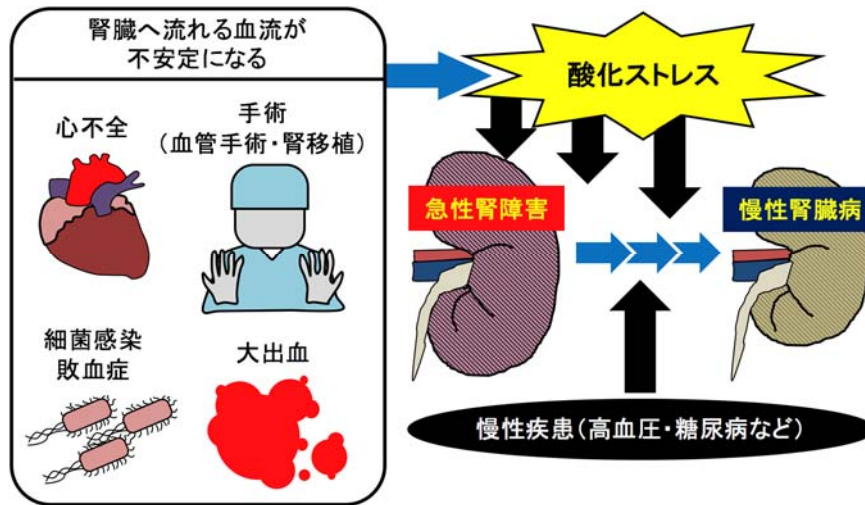 腎臓へ流れる血流が
不安定になる
心不全
手術
(血管手術・腎移植)
細菌感染
敗血症
大出血
酸化ストレス
急性腎障害
慢性腎臓病
慢性疾患(高血圧・糖尿病など)